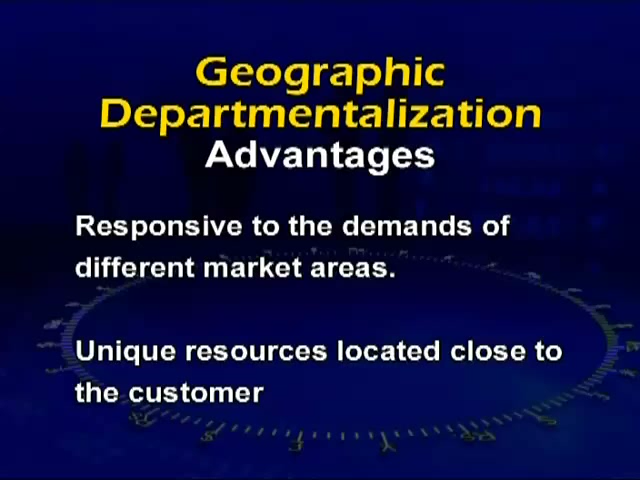 Geographic
Departmentalization
Advantages
Responsive to the demands of
different market areas.
Unique resources located close to
the customer